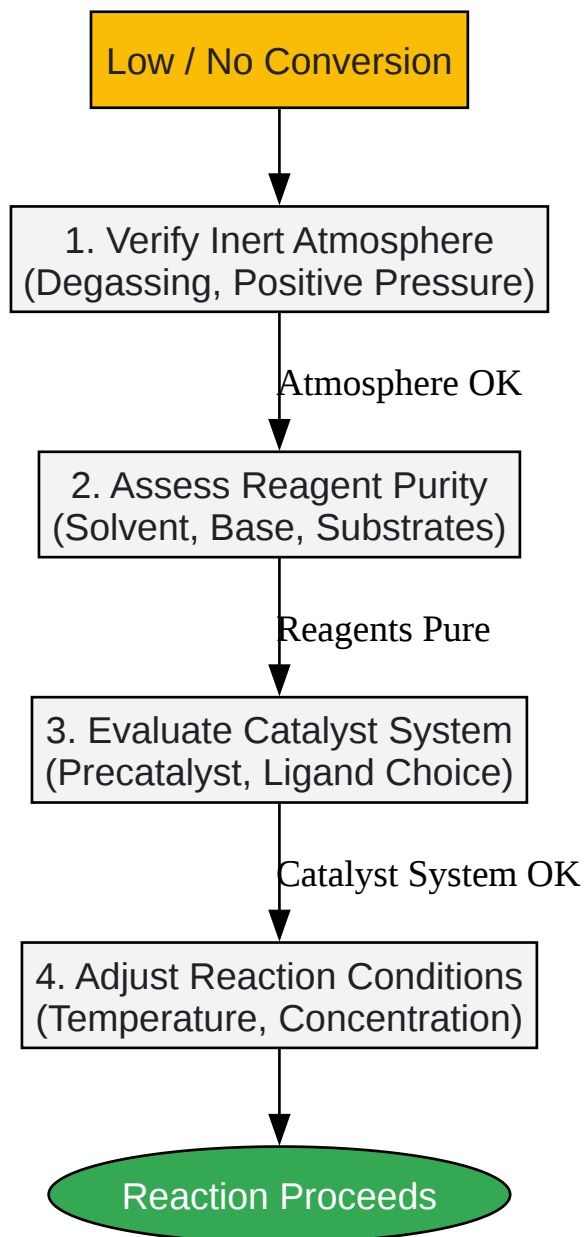 Low / No Conversion
1. Verify Inert Atmosphere
(Degassing, Positive Pressure)
Atmosphere OK
2. Assess Reagent Purity
(Solvent, Base, Substrates)
Reagents Pure
3. Evaluate Catalyst System
(Precatalyst, Ligand Choice)
Catalyst System OK
4. Adjust Reaction Conditions
(Temperature, Concentration)
Reaction Proceeds